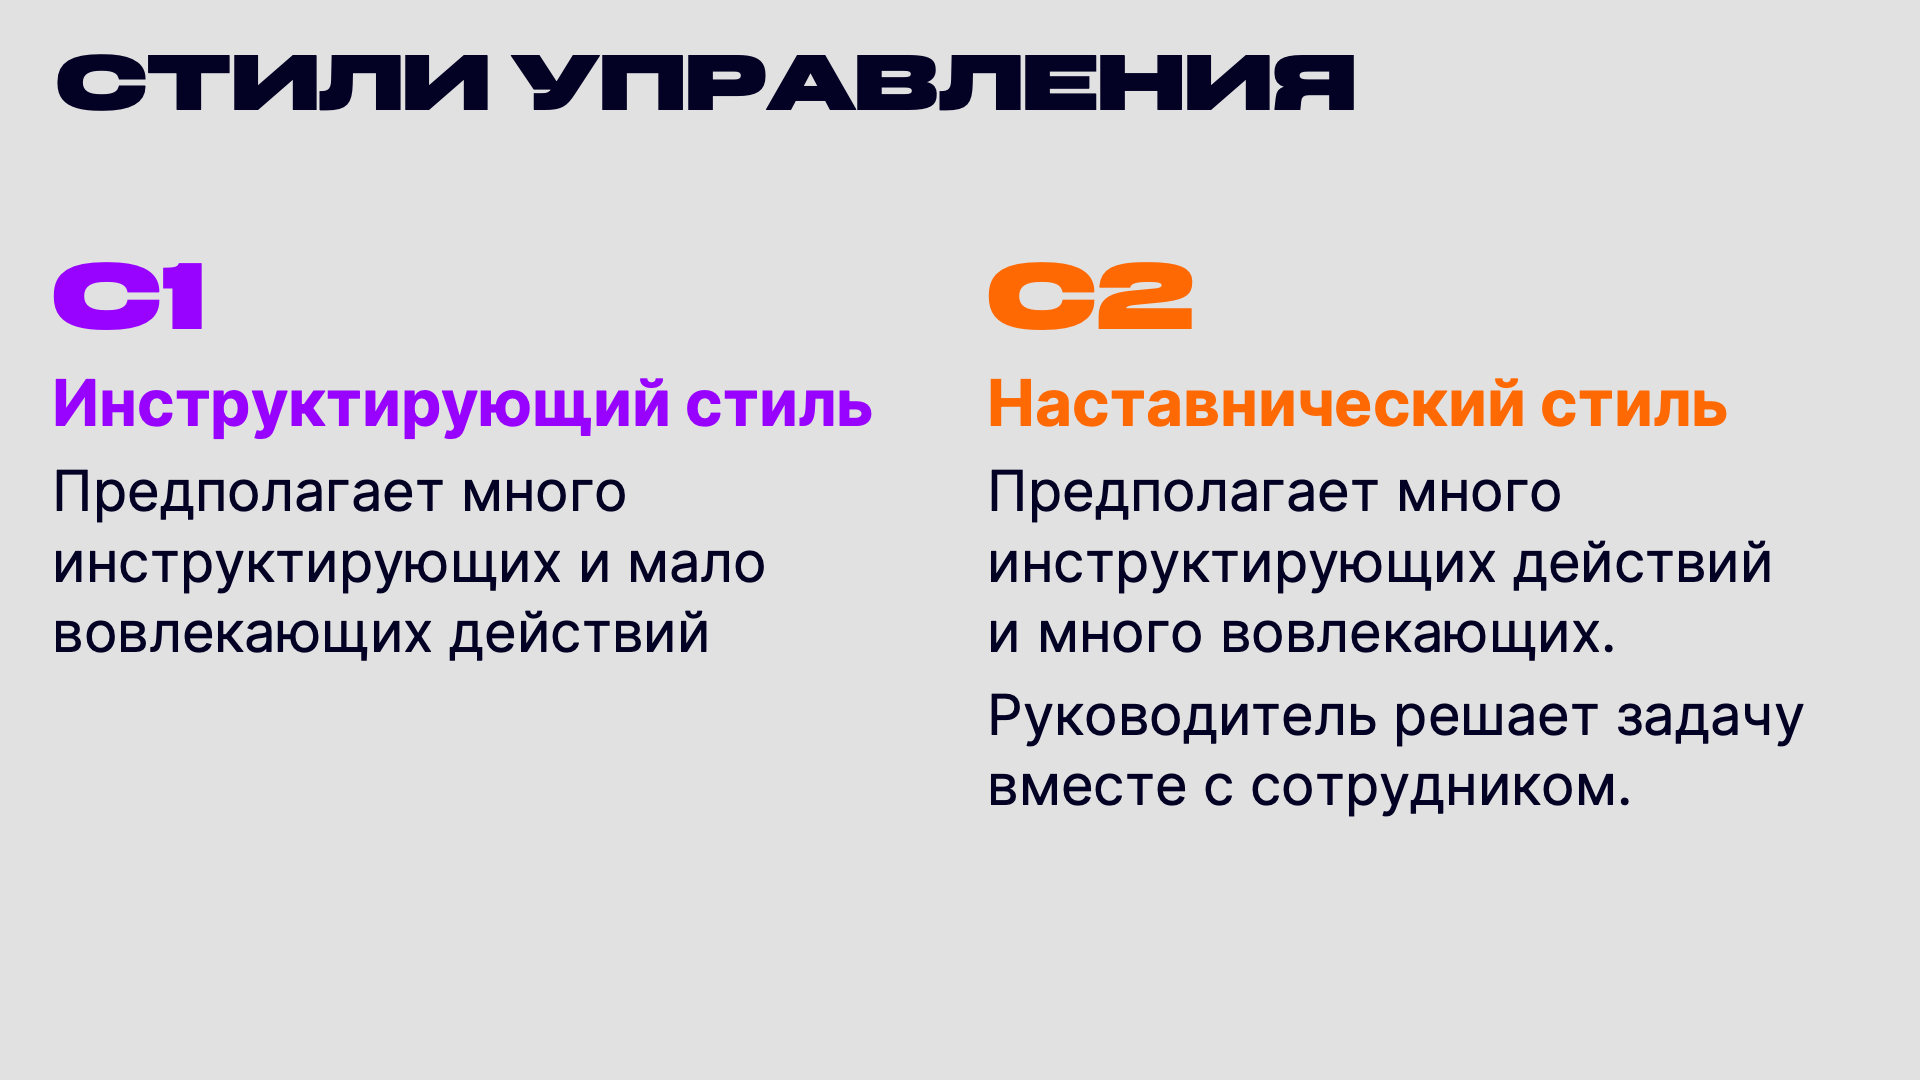 СТИЛИ УПРАВЛЕНИЯ
С1
Инструктирующий стиль
Предполагает много
инструктирующих и мало
вовлекающих действий
С2
Наставнический стиль
Предполагает много
инструктирующих действий
и много вовлекающих.
Руководитель решает задачу
вместе с сотрудником.